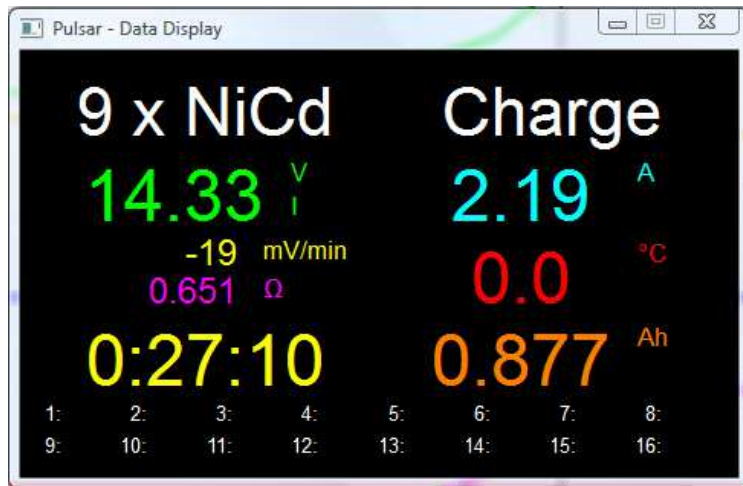 Pulsar - Data Display
9 x NiCd Charge
14.33 V I 2.19 A
-19 mV/min
0.651 Ω 0.0 °C
0:27:10 0.877 Ah
1: 2: 3: 4: 5: 6: 7: 8:
9: 10: 11: 12: 13: 14: 15: 16: